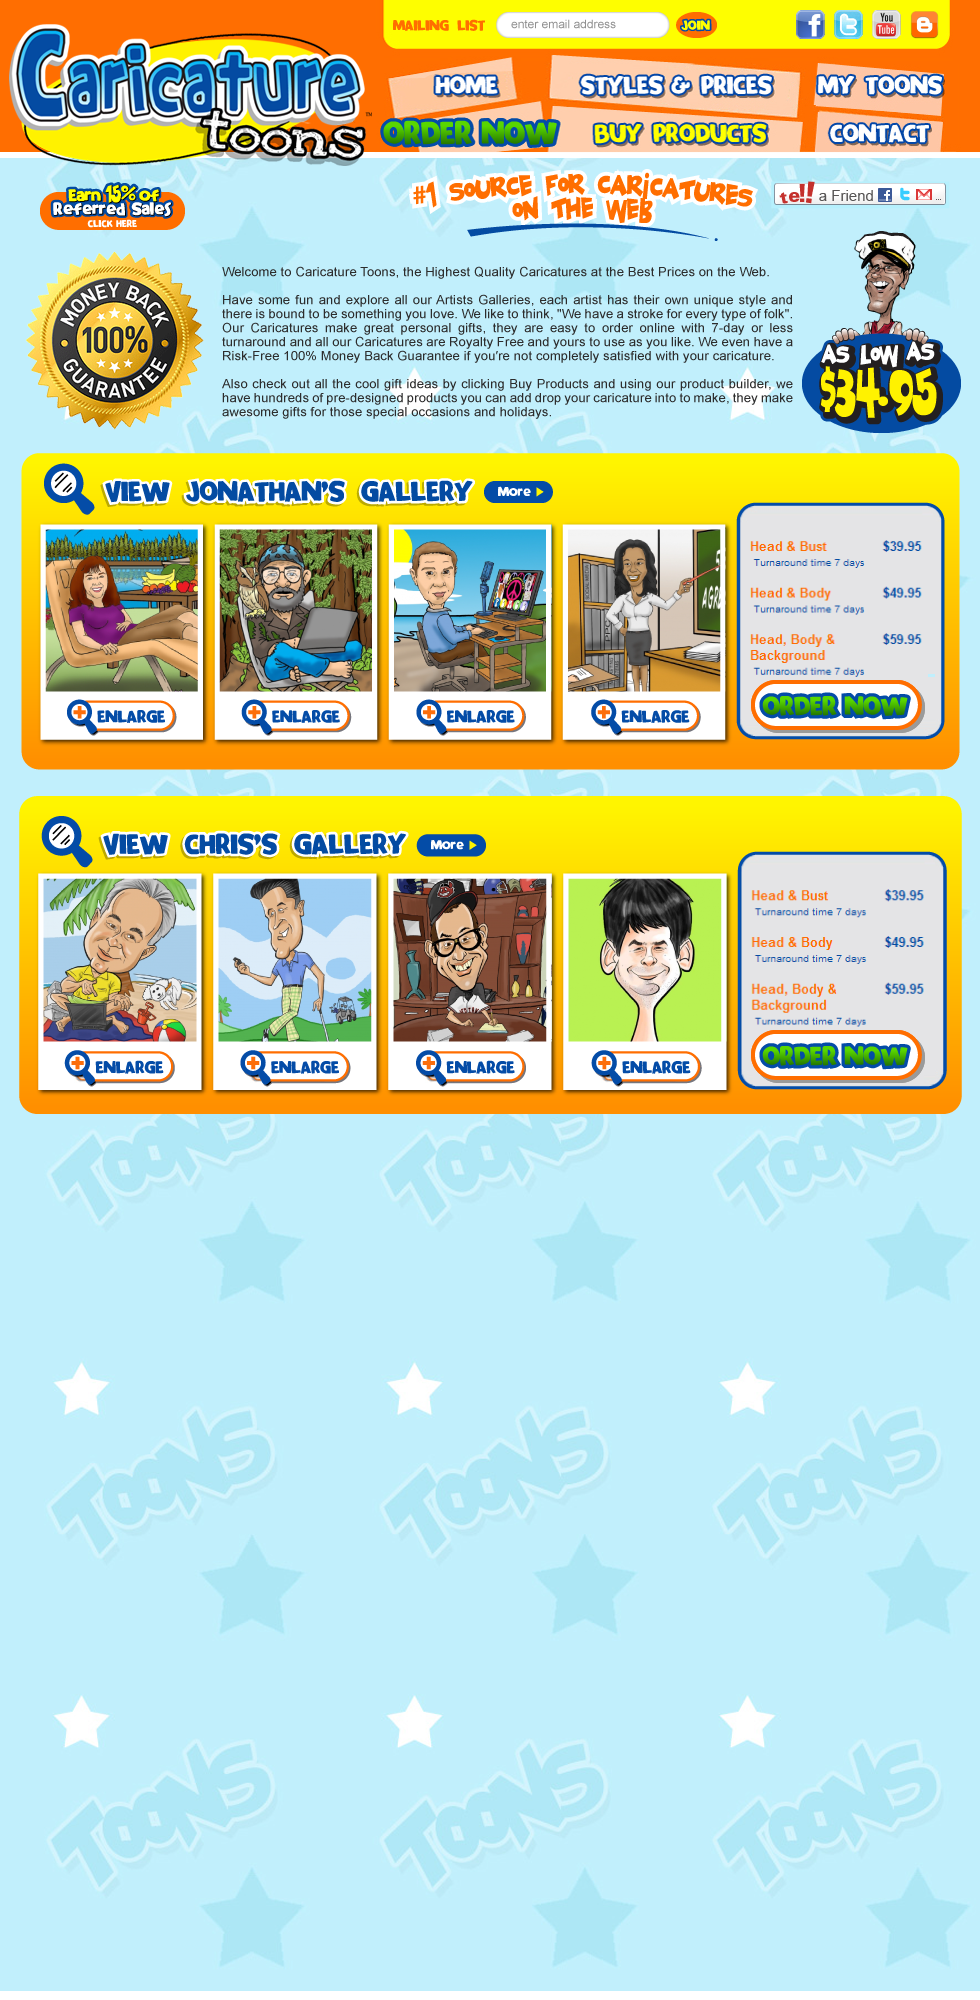 MAILING LIST
enter email address
JOIN
You
Tube
Caricature
toons
TM
HOME
STYLES & PRICES
MY TOONS
ORDER NOW
BUY PRODUCTS
CONTACT
Earn 15% of
Referred Sales
CLICK HERE
#1 SOURCE FOR CARiCATURES
ON THE WEB
tell a Friend
...
MONEY BACK
100%
GUARANTEE
Welcome to Caricature Toons, the Highest Quality Caricatures at the Best Prices on the Web.
Have some fun and explore all our Artists Galleries, each artist has their own unique style and
there is bound to be something you love. We like to think, "We have a stroke for every type of folk".
Our Caricatures make great personal gifts, they are easy to order online with 7-day or less
turnaround and all our Caricatures are Royalty Free and yours to use as you like. We even have a
Risk-Free 100% Money Back Guarantee if you're not completely satisfied with your caricature.
Also check out all the cool gift ideas by clicking Buy Products and using our product builder, we
have hundreds of pre-designed products you can add drop your caricature into to make, they make
awesome gifts for those special occasions and holidays.
AS LOW AS
$34.95
VIEW JONATHAN'S GALLERY
More
5
AGR
ENLARGE
ENLARGE
ENLARGE
ENLARGE
Head & Bust $39.95
Turnaround time 7 days
Head & Body $49.95
Turnaround time 7 days
Head, Body & $59.95
Background
Turnaround time 7 days
ORDER NOW
VIEW CHRIS'S GALLERY
More
ENLARGE
ENLARGE
ENLARGE
ENLARGE
Head & Bust $39.95
Turnaround time 7 days
Head & Body $49.95
Turnaround time 7 days
Head, Body & $59.95
Background
Turnaround time 7 days
ORDER NOW
TOONS TOONS TOONS
TOONS TOONS TOONS
TOONS TOONS TOONS